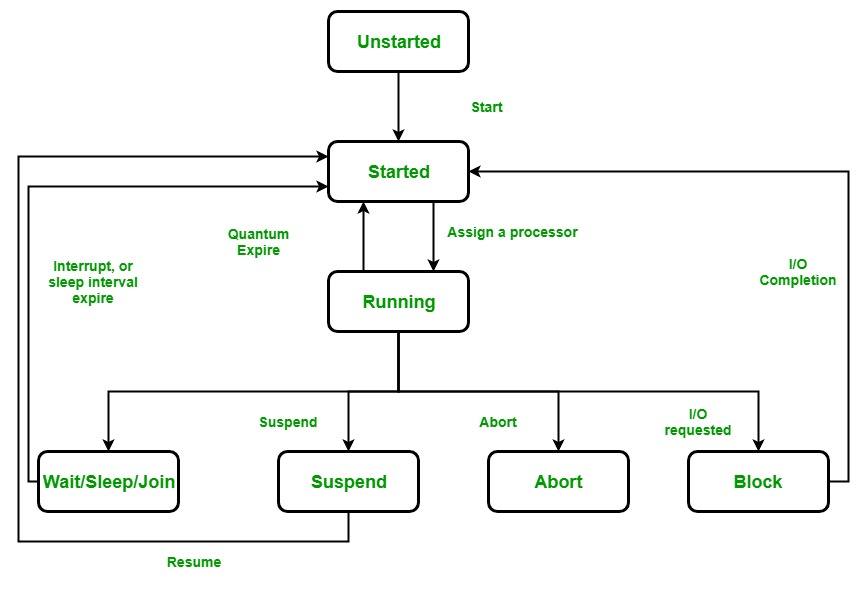 Unstarted
Start
Started
Quantum
Expire
Assign a processor
Interrupt, or
sleep interval
expire
I/O
Completion
Running
Suspend
Abort
I/O
requested
Wait/Sleep/Join
Suspend
Abort
Block
Resume